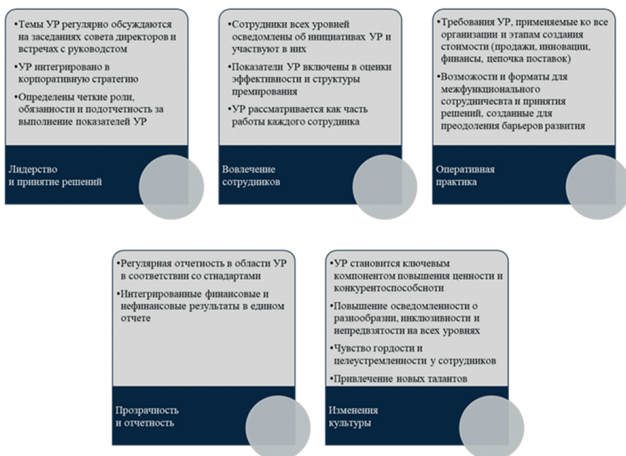 •Темы УР регулярно обсуждаются
на заседаниях совета директоров и
встречах с руководстом
•УР интегрировано в
корпоративную стратегию
•Определены четкие роли,
обязанности и подотчетность за
выполнение показателей УР
Лидерство
и принятие решений
•Сотрудники всех уровней
осведомлены об инициативах УР и
участвуют в них
•Показатели УР включены в оценки
эффективности и структуры
премирования
•УР рассматривается как часть
работы каждого сотрудника
Вовлечение
сотрудников
•Требования УР, применяемые ко все
организации и этапам создания
стоимости (продажи, инновации,
финансы, цепочка поставок)
•Возможности и форматы для
межфункционального
сотрудничевста и принятия
решений, созданные для
преодоления барьеров развития
Оперативная
практика
•Регулярная отчетность в области УР
в соответствии со стнадартами
•Интегрированные финансовые и
нефинансовые результаты в едином
отчете
Прозрачность
и отчетность
•УР становится ключевым
компонентом повышения ценности и
конкурентоспособсноти
•Повышение осведомленности о
разнообразии, инклюзивности и
непредвзятости на всех уровнях
•Чувство гордости и
целеустремленности у сотрудников
•Привлечение новых талантов
Изменения
культуры